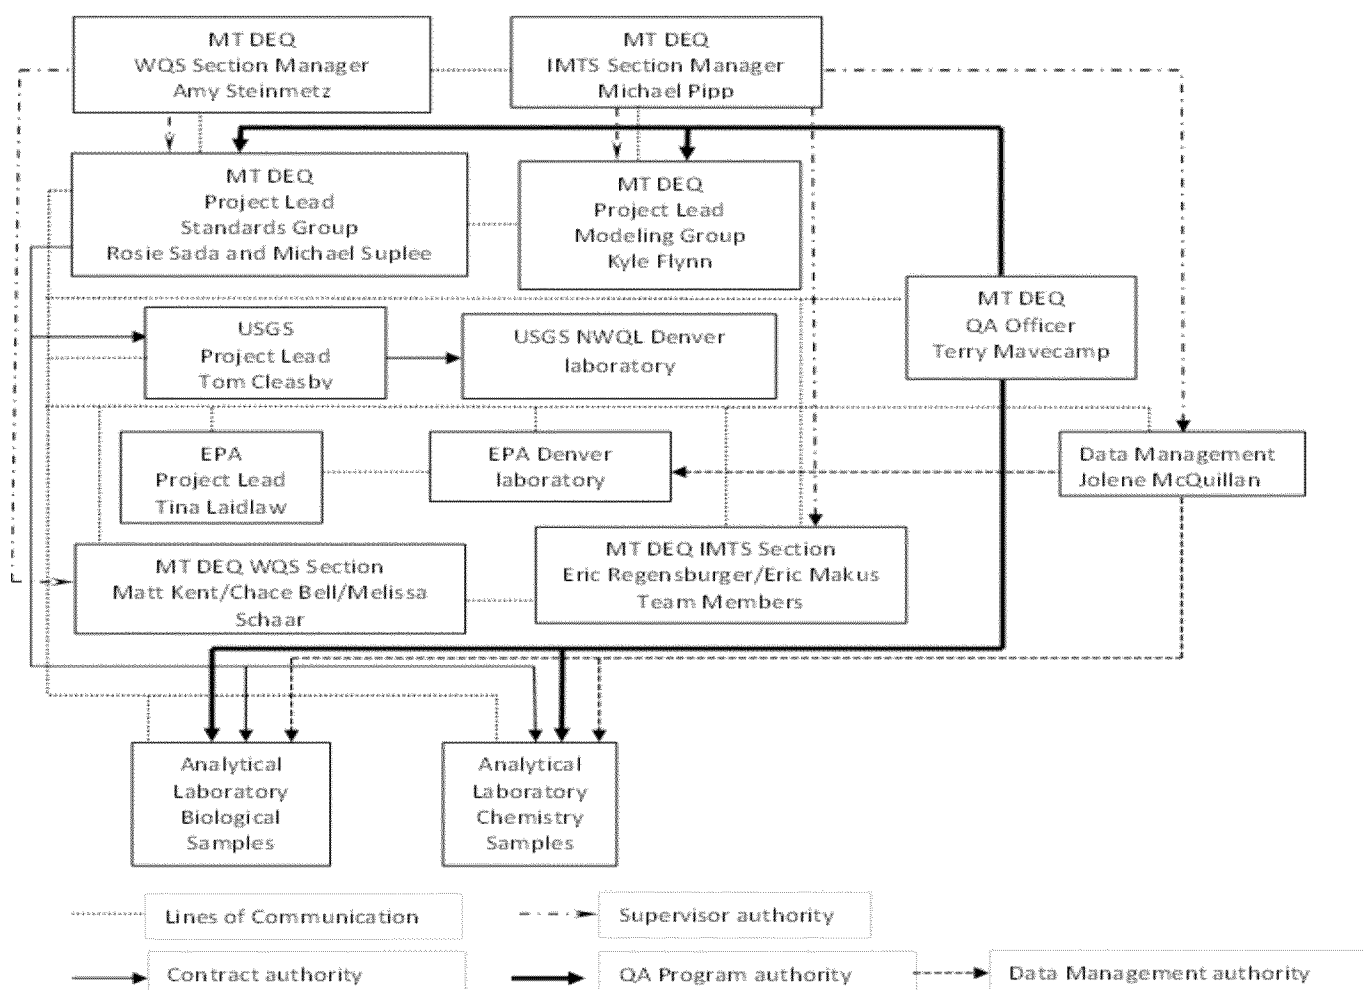 MT DEQ
WQS Section Manager
Amy Steinmetz
MT DEQ
IMTS Section Manager
Michael Pipp
MT DEQ
Project Lead
Standards Group
Rosie Sada and Michael Suplee
MT DEQ
Project Lead
Modeling Group
Kyle Flynn
MT DEQ
QA Officer
Terry Mavecamp
USGS
Project Lead
Tom Cleasby
USGS NWQL Denver
laboratory
EPA
Project Lead
Tina Laidlaw
EPA Denver
laboratory
Data Management
Jolene McQuillan
MT DEQ WQS Section
Matt Kent/Chace Bell/Melissa
Schaar
MT DEQ IMTS Section
Eric Regensburger/Eric Makus
Team Members
Analytical
Laboratory
Biological
Samples
Analytical
Laboratory
Chemistry
Samples
Lines of Communication
Supervisor authority
Contract authority
QA Program authority
Data Management authority